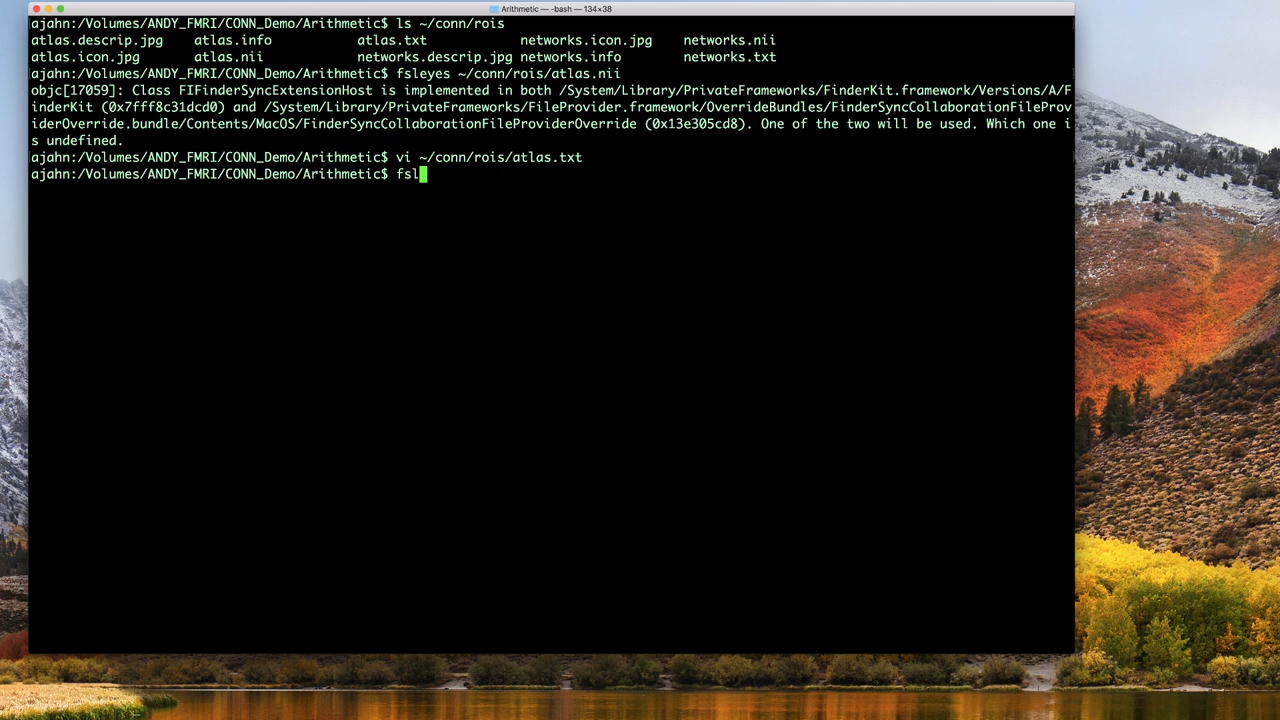 Arithmetic — -bash — 134×38
ajahn:/Volumes/ANDY_FMRI/CONN_Demo/Arithmetic$ ls ~/conn/rois
atlas.descrip.jpg atlas.info atlas.txt networks.icon.jpg networks.nii
atlas.icon.jpg atlas.nii networks.descrip.jpg networks.info networks.txt
ajahn:/Volumes/ANDY_FMRI/CONN_Demo/Arithmetic$ fsleyes ~/conn/rois/atlas.nii
objc[17059]: Class FIFinderSyncExtensionHost is implemented in both /System/Library/PrivateFrameworks/FinderKit.framework/Versions/A/F
inderKit (0x7fff8c31dcd0) and /System/Library/PrivateFrameworks/FileProvider.framework/OverrideBundles/FinderSyncCollaborationFileProv
iderOverride.bundle/Contents/MacOS/FinderSyncCollaborationFileProviderOverride (0x13e305cd8). One of the two will be used. Which one i
s undefined.
ajahn:/Volumes/ANDY_FMRI/CONN_Demo/Arithmetic$ vi ~/conn/rois/atlas.txt
ajahn:/Volumes/ANDY_FMRI/CONN_Demo/Arithmetic$ fsl